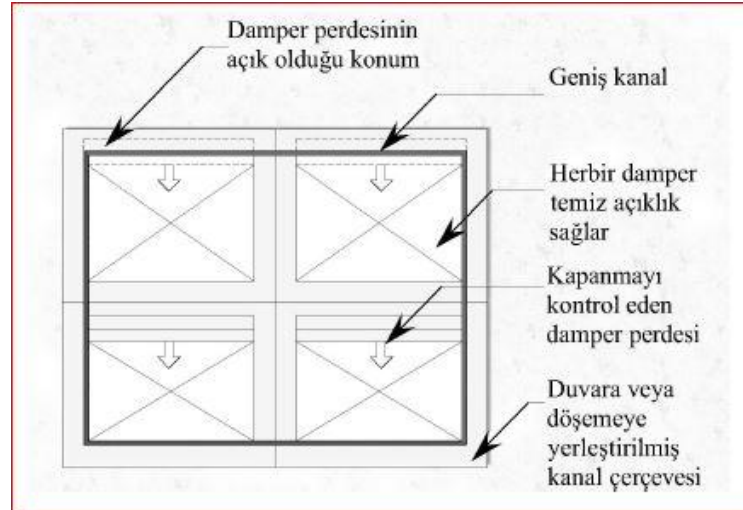 Damper perdesinin
açık olduğu konum
Geniş kanal
Herbir damper
temiz açıklık
sağlar
Kapanmayı
kontrol eden
damper perdesi
Duvara veya
döşemeye
yerleştirilmiş
kanal çerçevesi